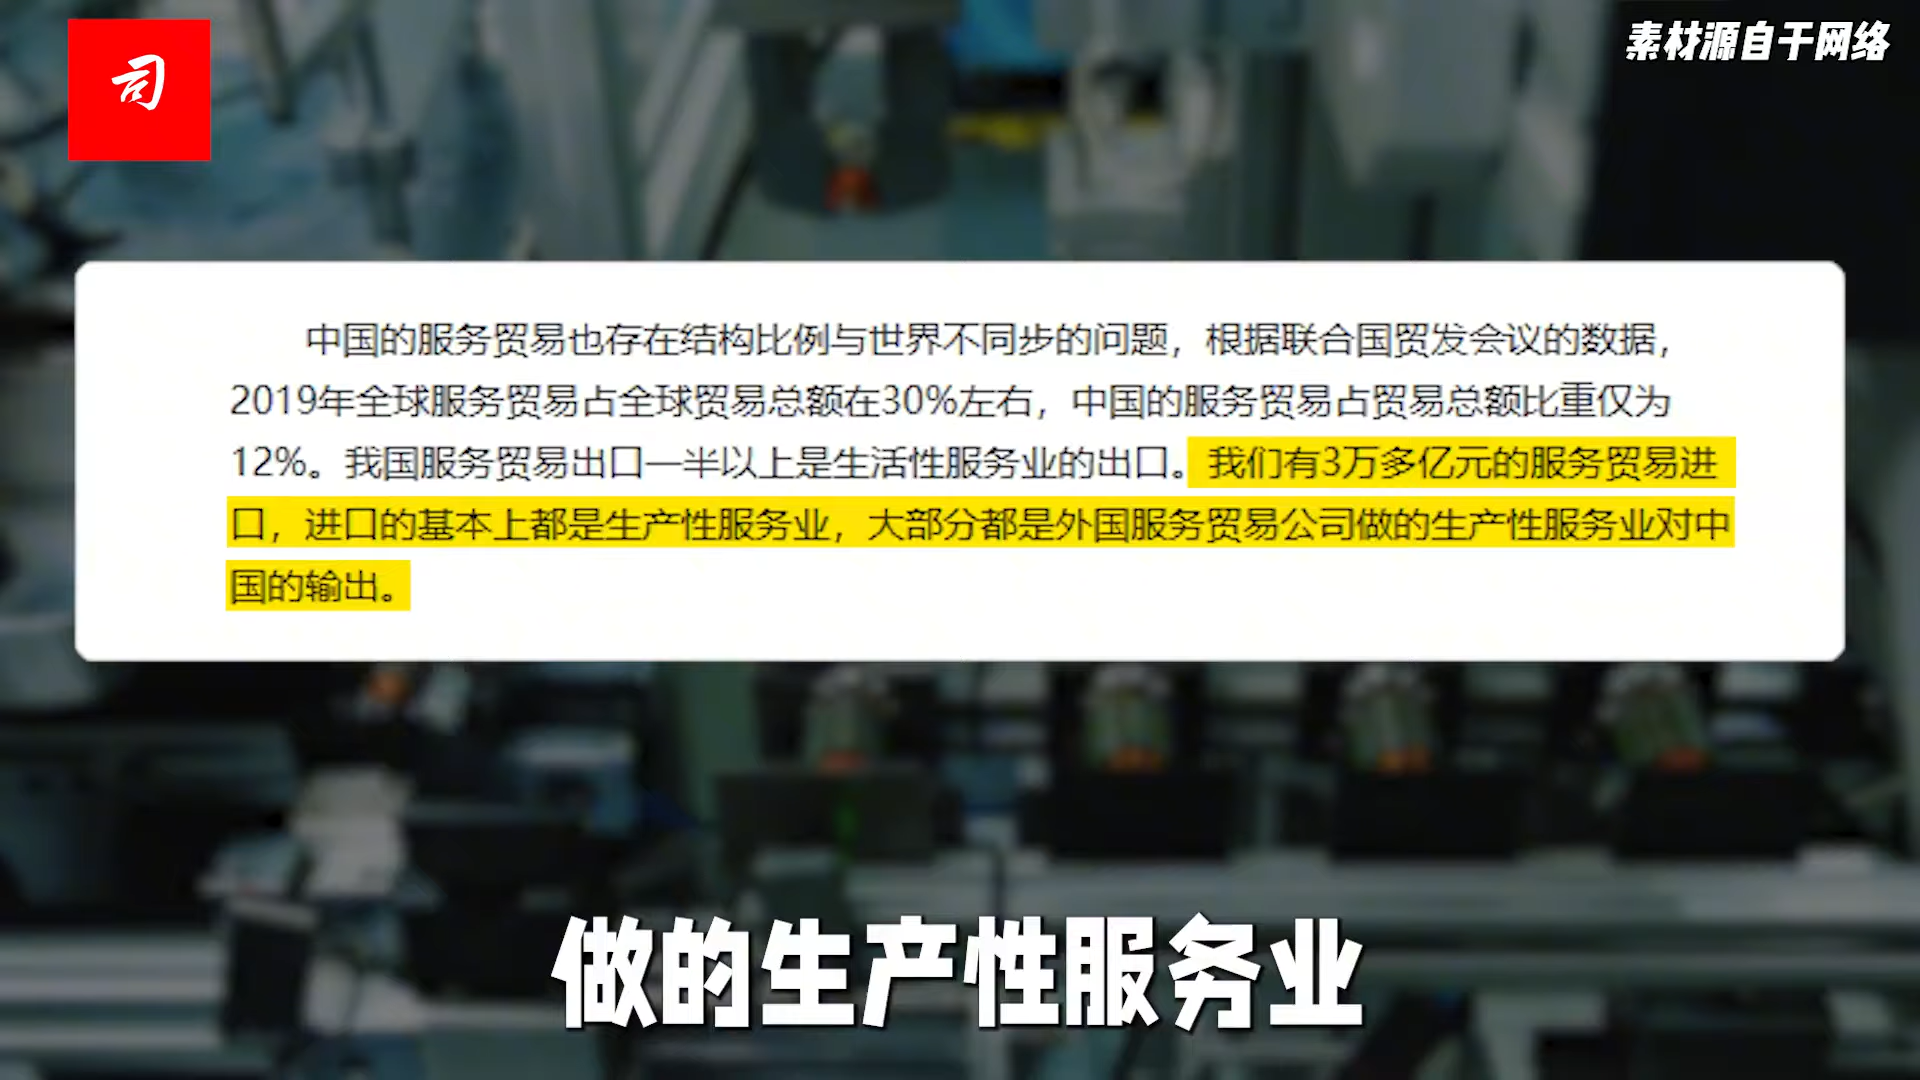 司
素材源自于网络
中国的服务贸易也存在结构比例与世界不同步的问题，根据联合国贸发会议的数据，
2019年全球服务贸易占全球贸易总额在30%左右，中国的服务贸易占贸易总额比重仅为
12%。我国服务贸易出口一半以上是生活性服务业的出口。我们有3万多亿元的服务贸易进
口，进口的基本上都是生产性服务业，大部分都是外国服务贸易公司做的生产性服务业对中
国的输出。
做的生产性服务业